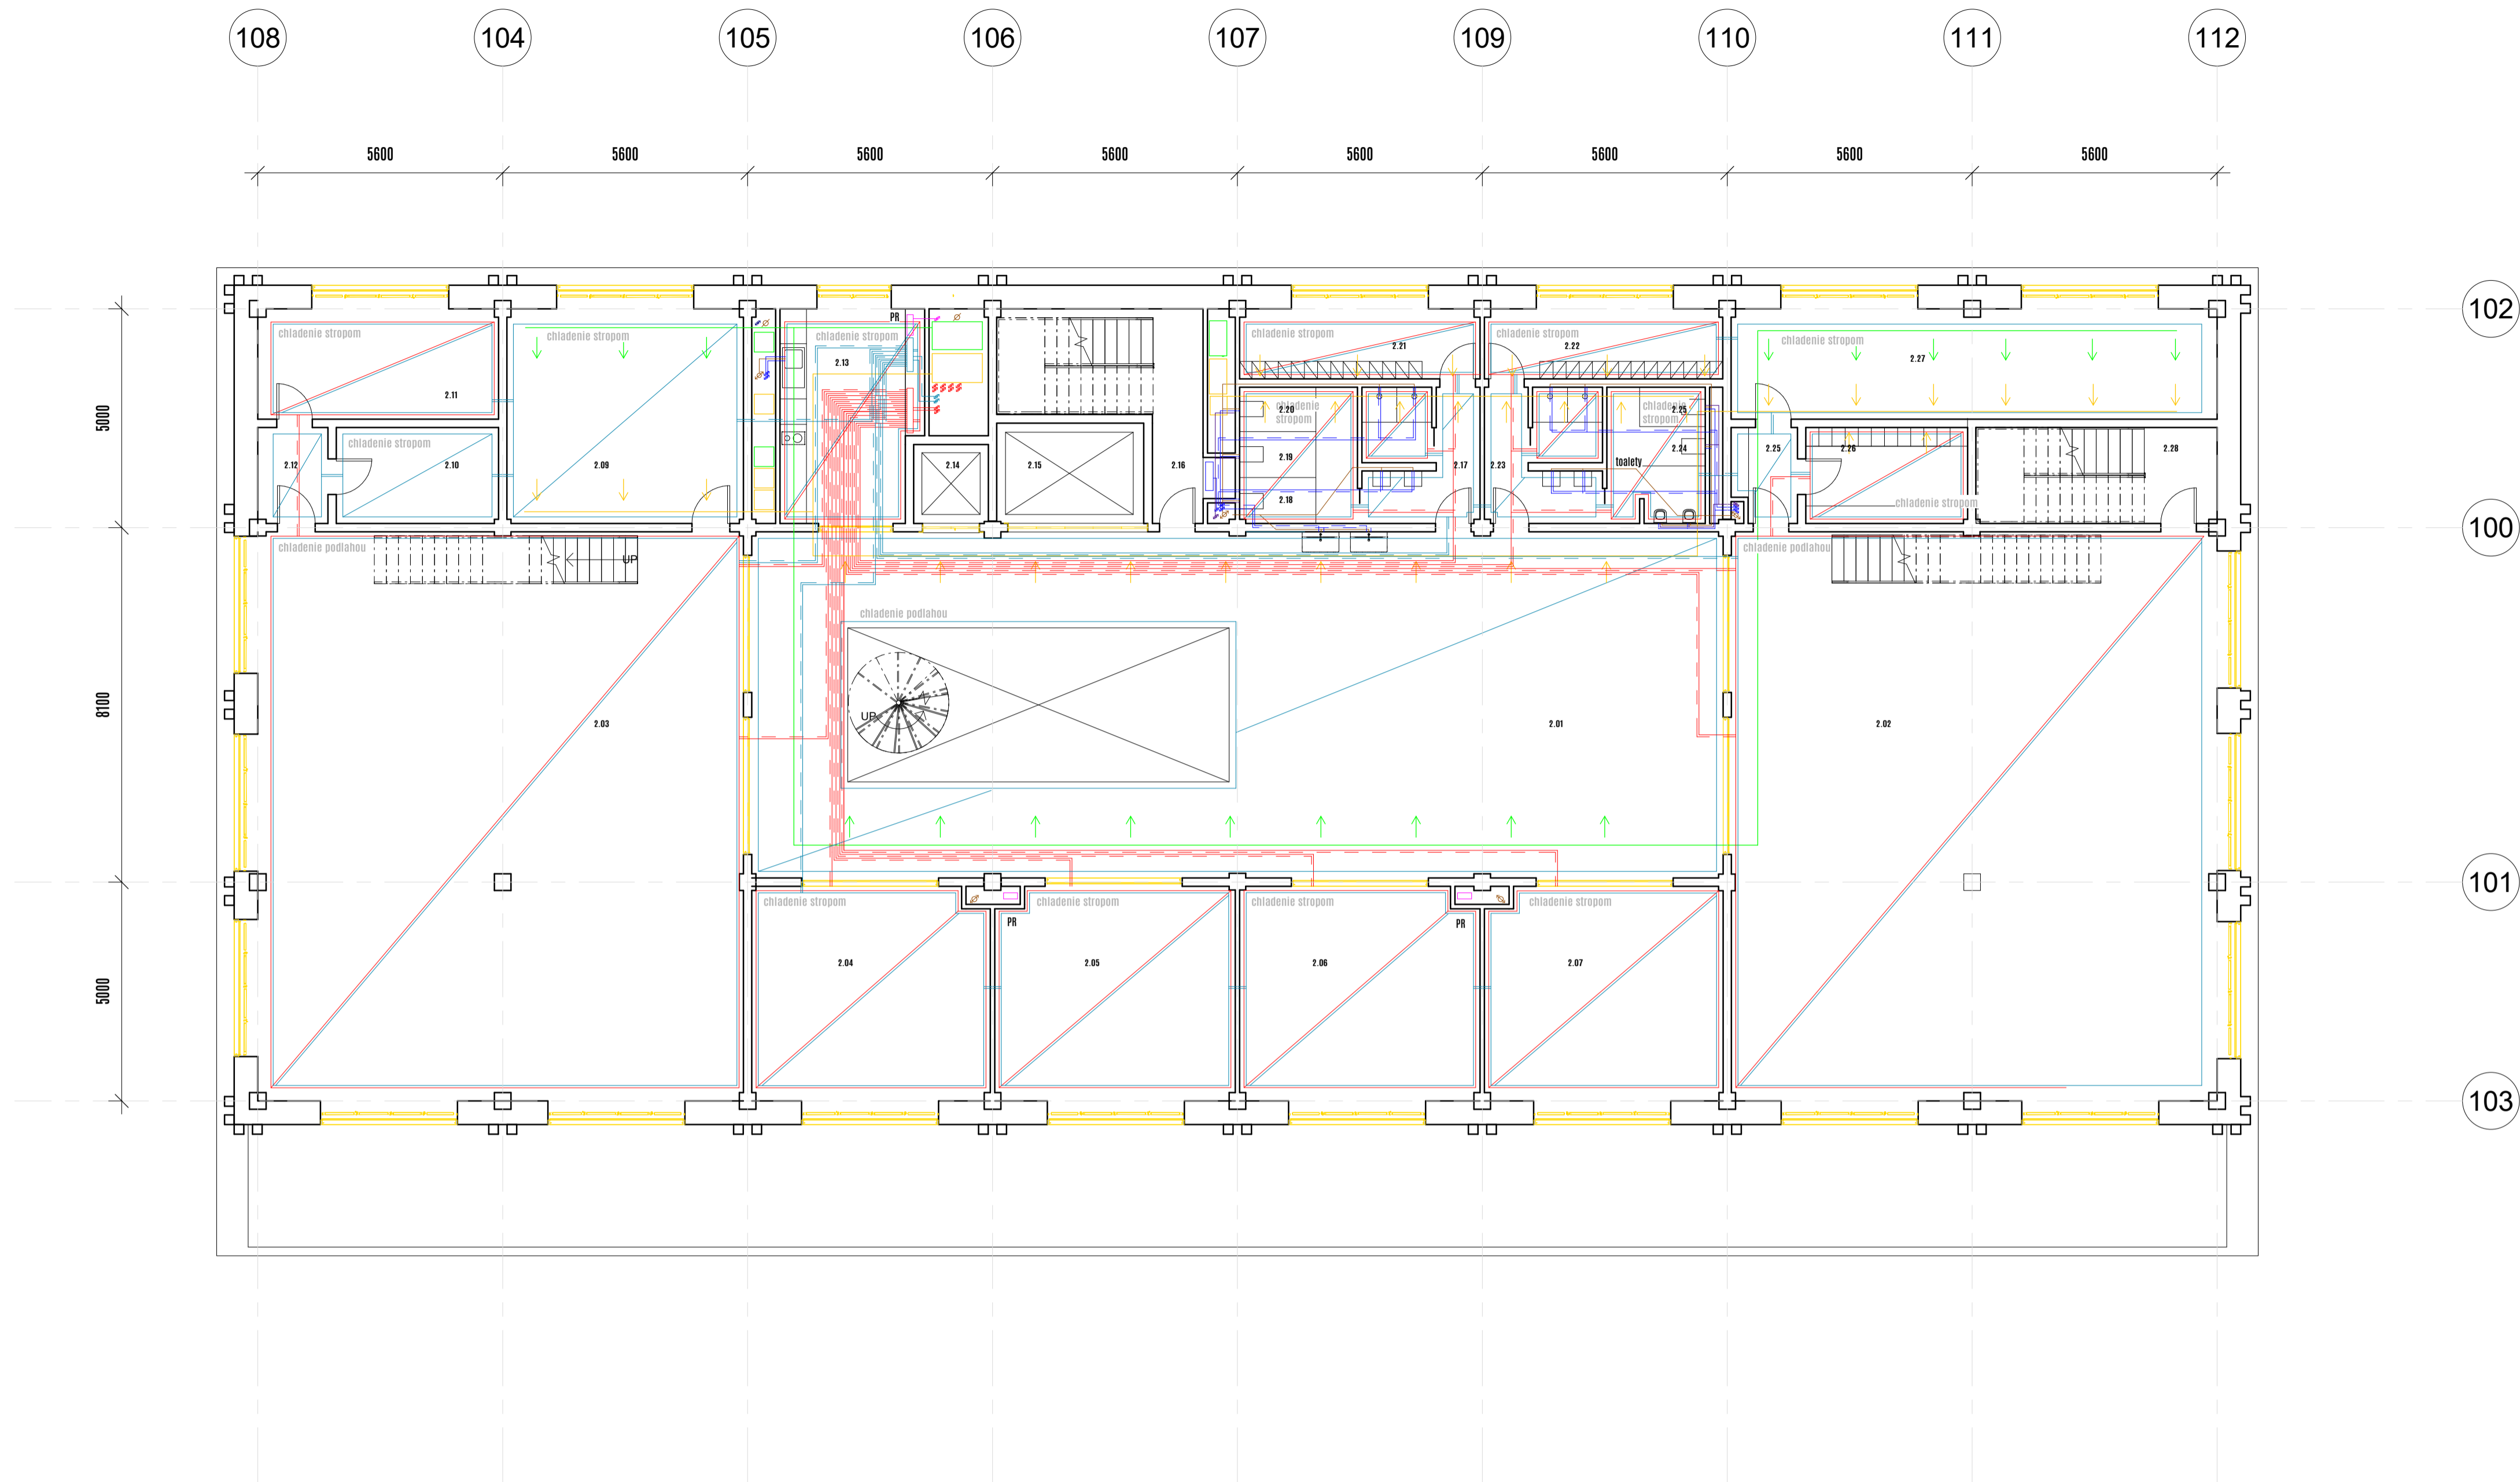 108 104 105 106 107 109 110 111 112
5600 5600 5600 5600 5600 5600 5600 5600
102
PR
chladenie stropom
chladenie stropom
chladenie stropom
chladenie stropom
chladenie stropom
chladenie stropom
2.21
2.22
2.27
2.13
2.11
5000
2.20
chladenie
stropom
chladenie
stropom
2.25
chladenie stropom
2.24
2.25
2.26
2.28
2.19
toalety
2.12
2.10
2.09
2.14
2.15
2.16
2.17
2.23
2.18
chladenie stropom
100
chladenie podlahou
UP
chladenie podlahou
chladenie podlahou
8100
UP
2.03
2.01
2.02
101
chladenie stropom
chladenie stropom
chladenie stropom
chladenie stropom
PR
PR
2.04
2.05
2.06
2.07
5000
103